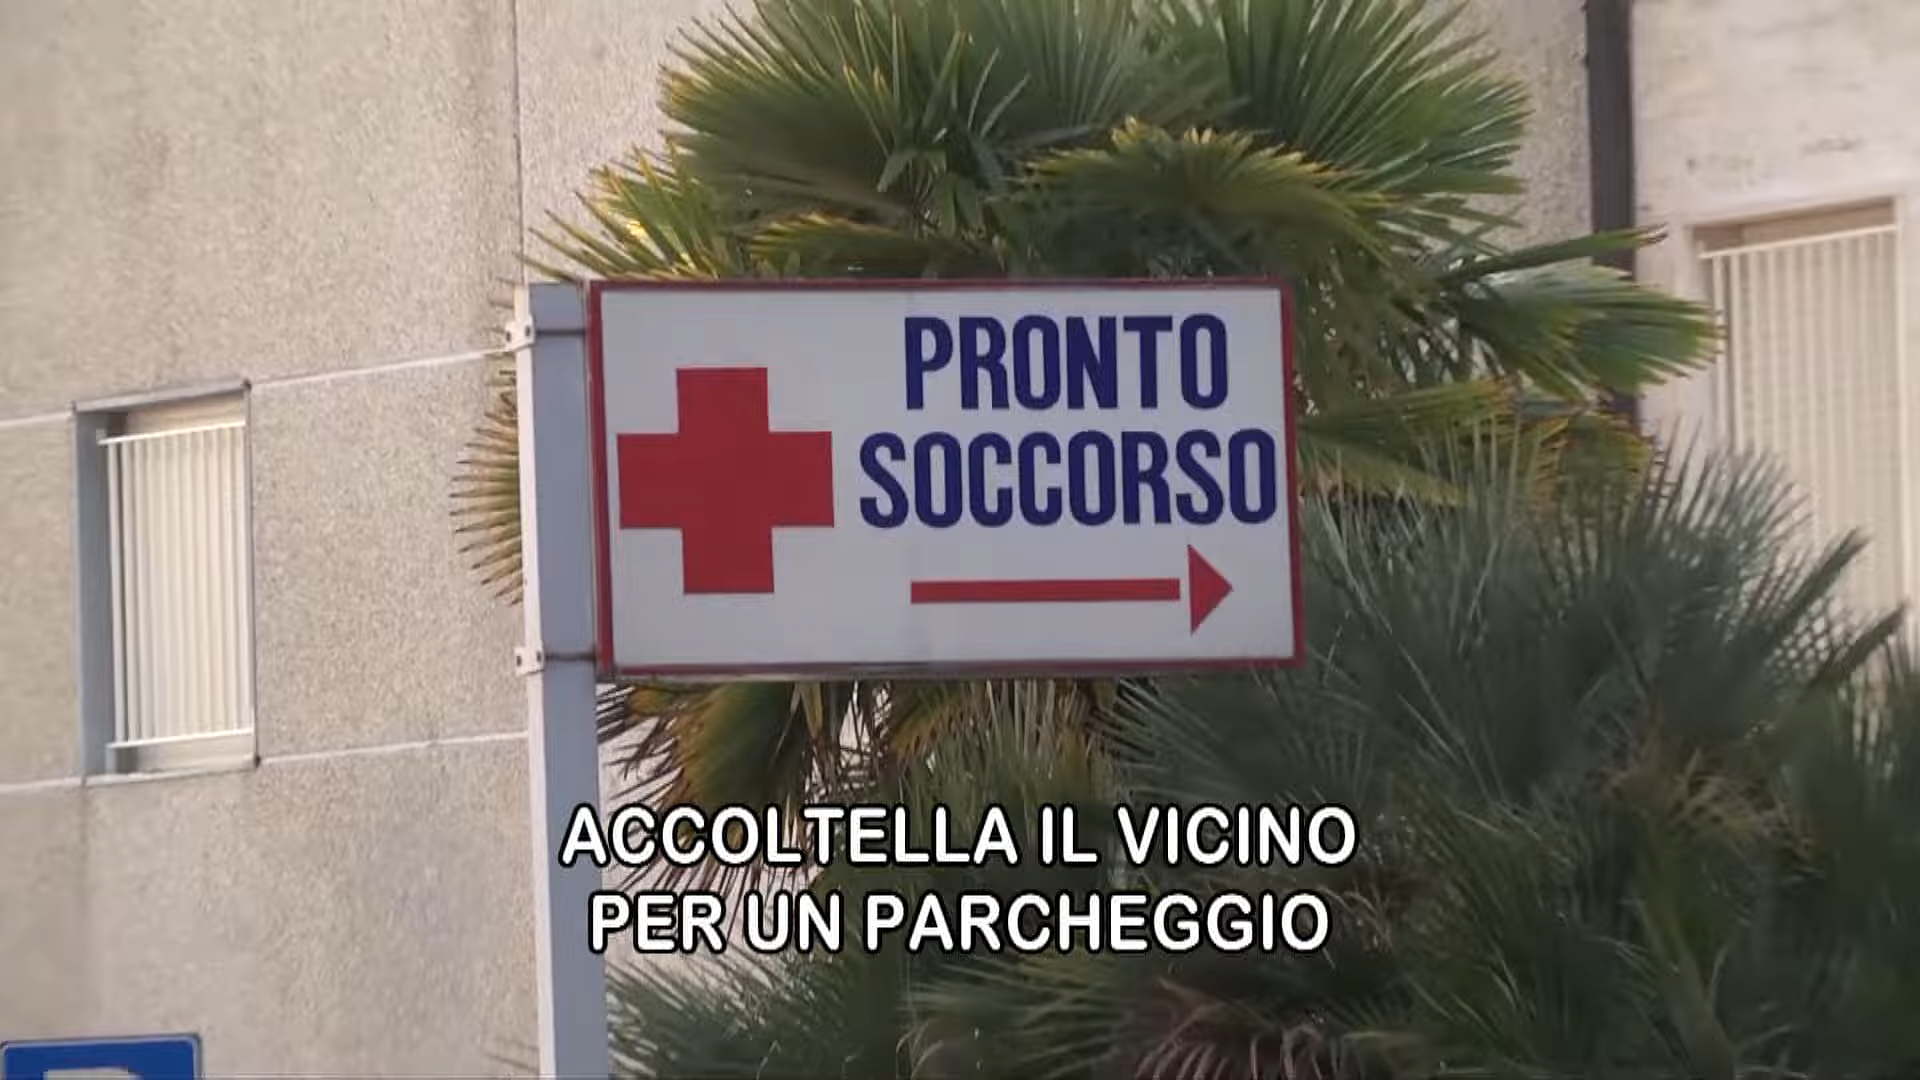 PRONTO
SOCCORSO
ACCOLTELLA IL VICINO
PER UN PARCHEGGIO